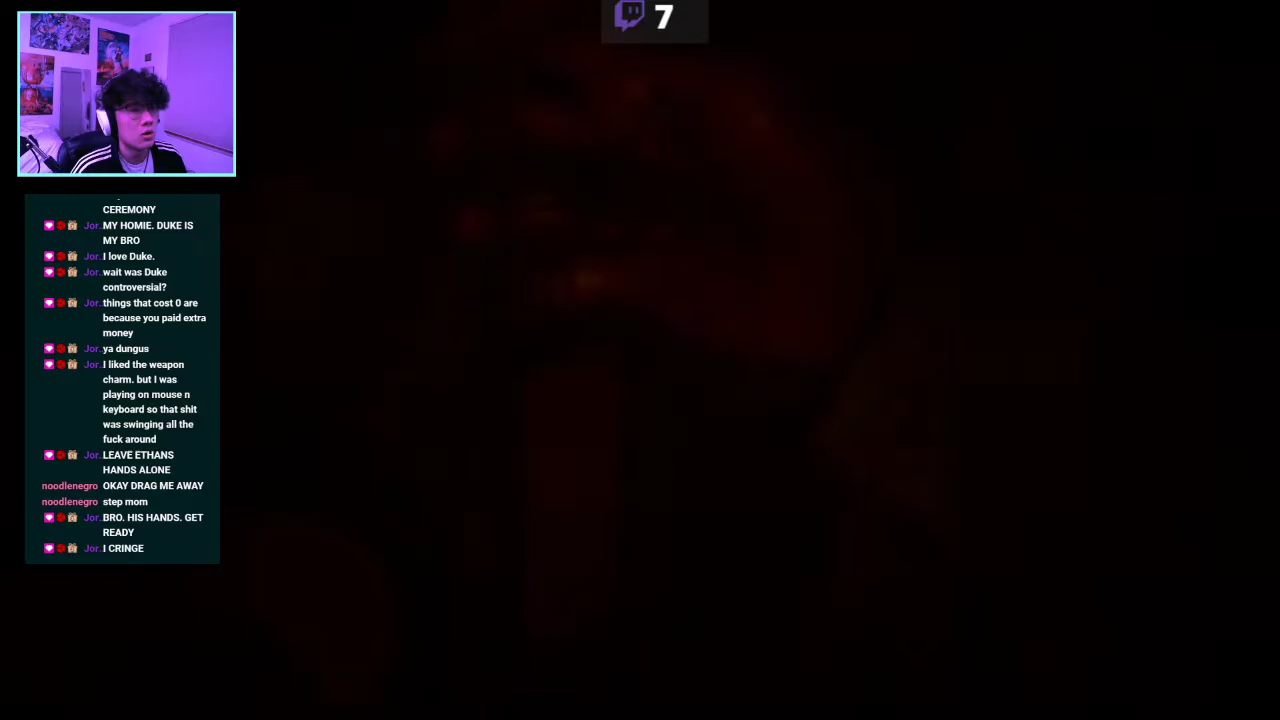 7
CEREMONY
Jor. MY HOMIE. DUKE IS
MY BRO
Jor. I love Duke.
Jor. wait was Duke
controversial?
Jor. things that cost 0 are
because you paid extra
money
Jor. ya dungus
Jor. I liked the weapon
charm. but I was
playing on mouse n
keyboard so that shit
was swinging all the
fuck around
Jor. LEAVE ETHANS
HANDS ALONE
noodlenegro OKAY DRAG ME AWAY
noodlenegro step mom
Jor. BRO. HIS HANDS. GET
READY
Jor. I CRINGE